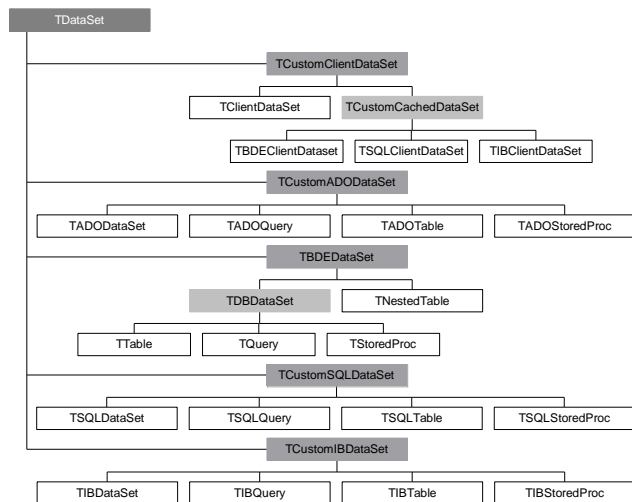 TDataSet
TCustomClientDataSet
TClientDataSet TCustomCachedDataSet
TBDEClientDataset TSQLClientDataSet TIBClientDataSet
TCustomADODataSet
TADODataSet TADOQuery TADOTable TADOStoredProc
TBDEDataSet
TDBDataSet TNestedTable
TTable TQuery TStoredProc
TCustomSQLDataSet
TSQLDataSet TSQLQuery TSQLTable TSQLStoredProc
TCustomIBDataSet
TIBDataSet TIBQuery TIBTable TIBStoredProc